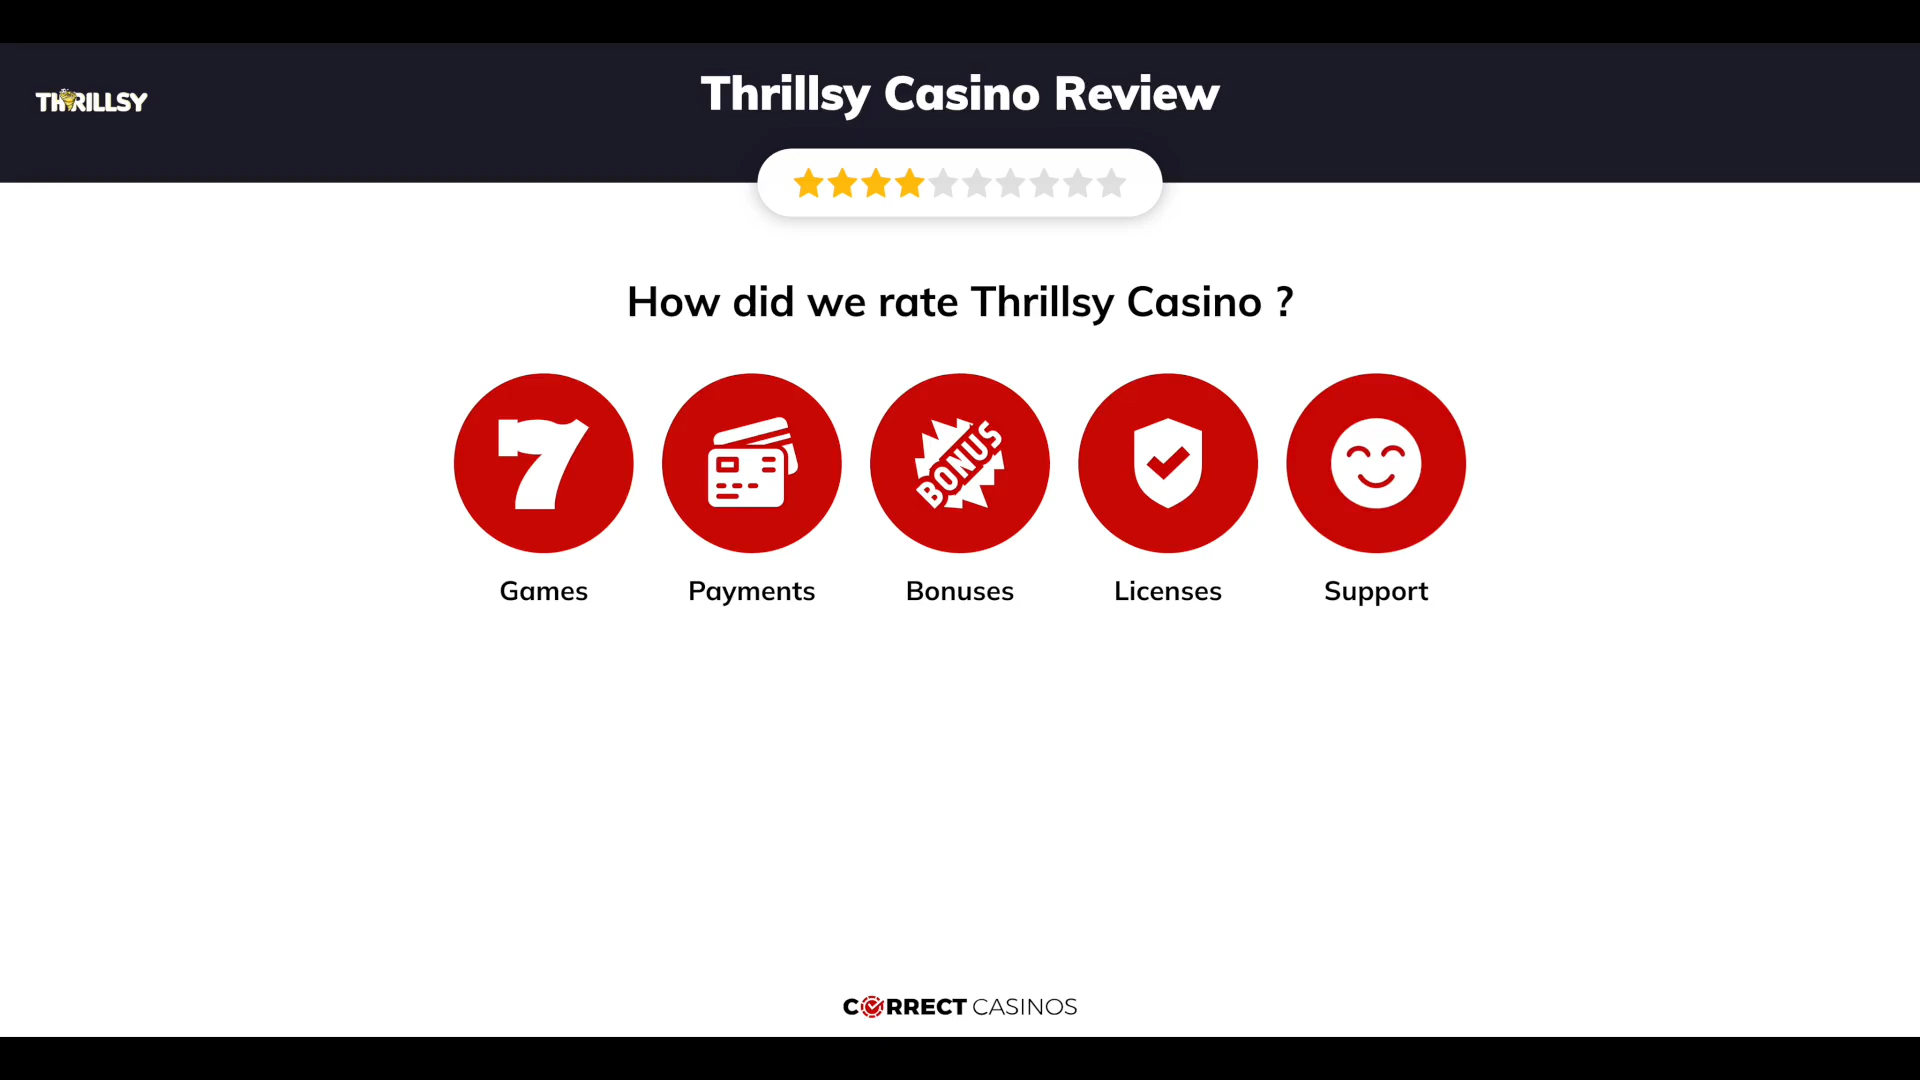 THRILLSY
Thrillsy Casino Review
How did we rate Thrillsy Casino ?
7
BONUS
Games
Payments
Bonuses
Licenses
Support
CORRECT CASINOS